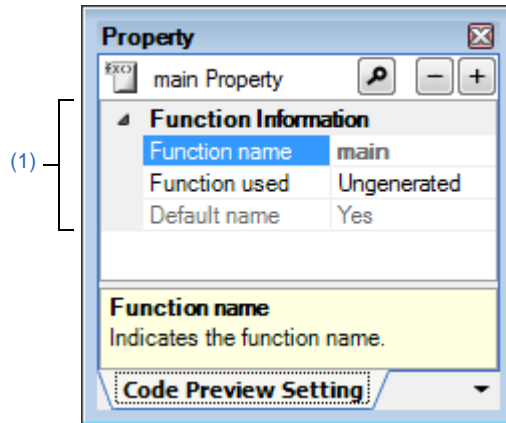 Property
f(x)
main Property
(1)
Function Information
Function name main
Function used Ungenerated
Default name Yes
Function name
Indicates the function name.
Code Preview Setting